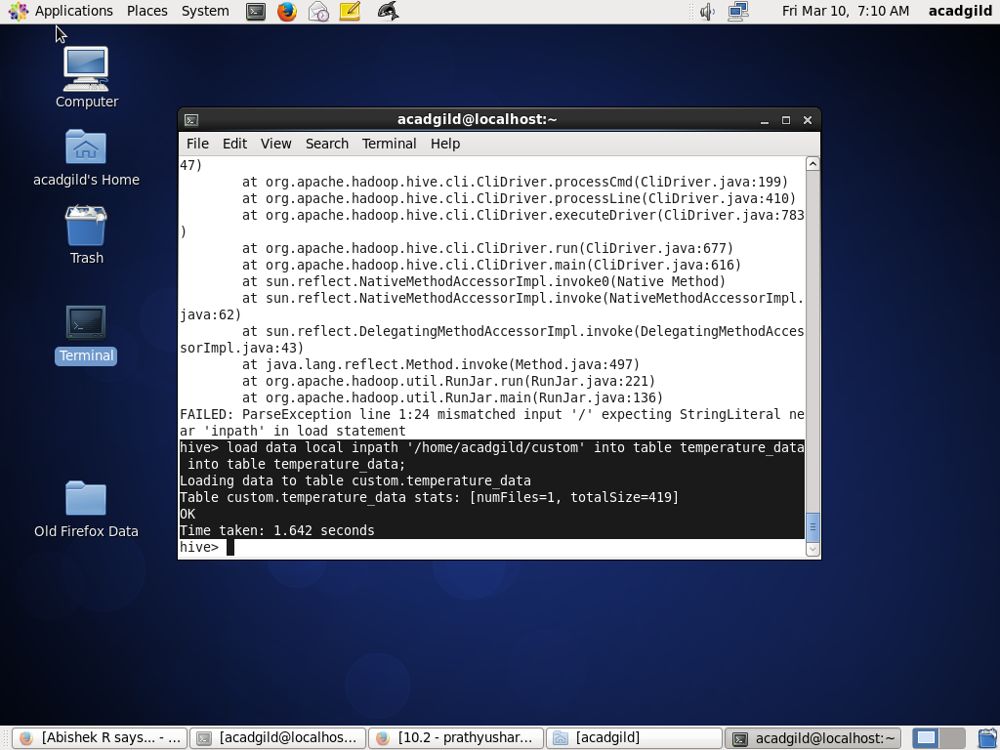 Applications Places System Fri Mar 10, 7:10 AM acadgild
Computer
acadgild's Home
Trash
Terminal
Old Firefox Data
acadgild@localhost:~
File Edit View Search Terminal Help
47)
at org.apache.hadoop.hive.cli.CliDriver.processCmd(CliDriver.java:199)
at org.apache.hadoop.hive.cli.CliDriver.processLine(CliDriver.java:410)
at org.apache.hadoop.hive.cli.CliDriver.executeDriver(CliDriver.java:783
)
at org.apache.hadoop.hive.cli.CliDriver.run(CliDriver.java:677)
at org.apache.hadoop.hive.cli.CliDriver.main(CliDriver.java:616)
at sun.reflect.NativeMethodAccessorImpl.invoke0(Native Method)
at sun.reflect.NativeMethodAccessorImpl.invoke(NativeMethodAccessorImpl.
java:62)
at sun.reflect.DelegatingMethodAccessorImpl.invoke(DelegatingMethodAcces
sorImpl.java:43)
at java.lang.reflect.Method.invoke(Method.java:497)
at org.apache.hadoop.util.RunJar.run(RunJar.java:221)
at org.apache.hadoop.util.RunJar.main(RunJar.java:136)
FAILED: ParseException line 1:24 mismatched input '/' expecting StringLiteral ne
ar 'inpath' in load statement
hive> load data local inpath '/home/acadgild/custom' into table temperature_data
into table temperature_data;
Loading data to table custom.temperature_data
Table custom.temperature_data stats: [numFiles=1, totalSize=419]
OK
Time taken: 1.642 seconds
hive>
[Abishek R says... - ... [acadgild@localhos... [10.2 - prathyushar... [acadgild] acadgild@localhost:~